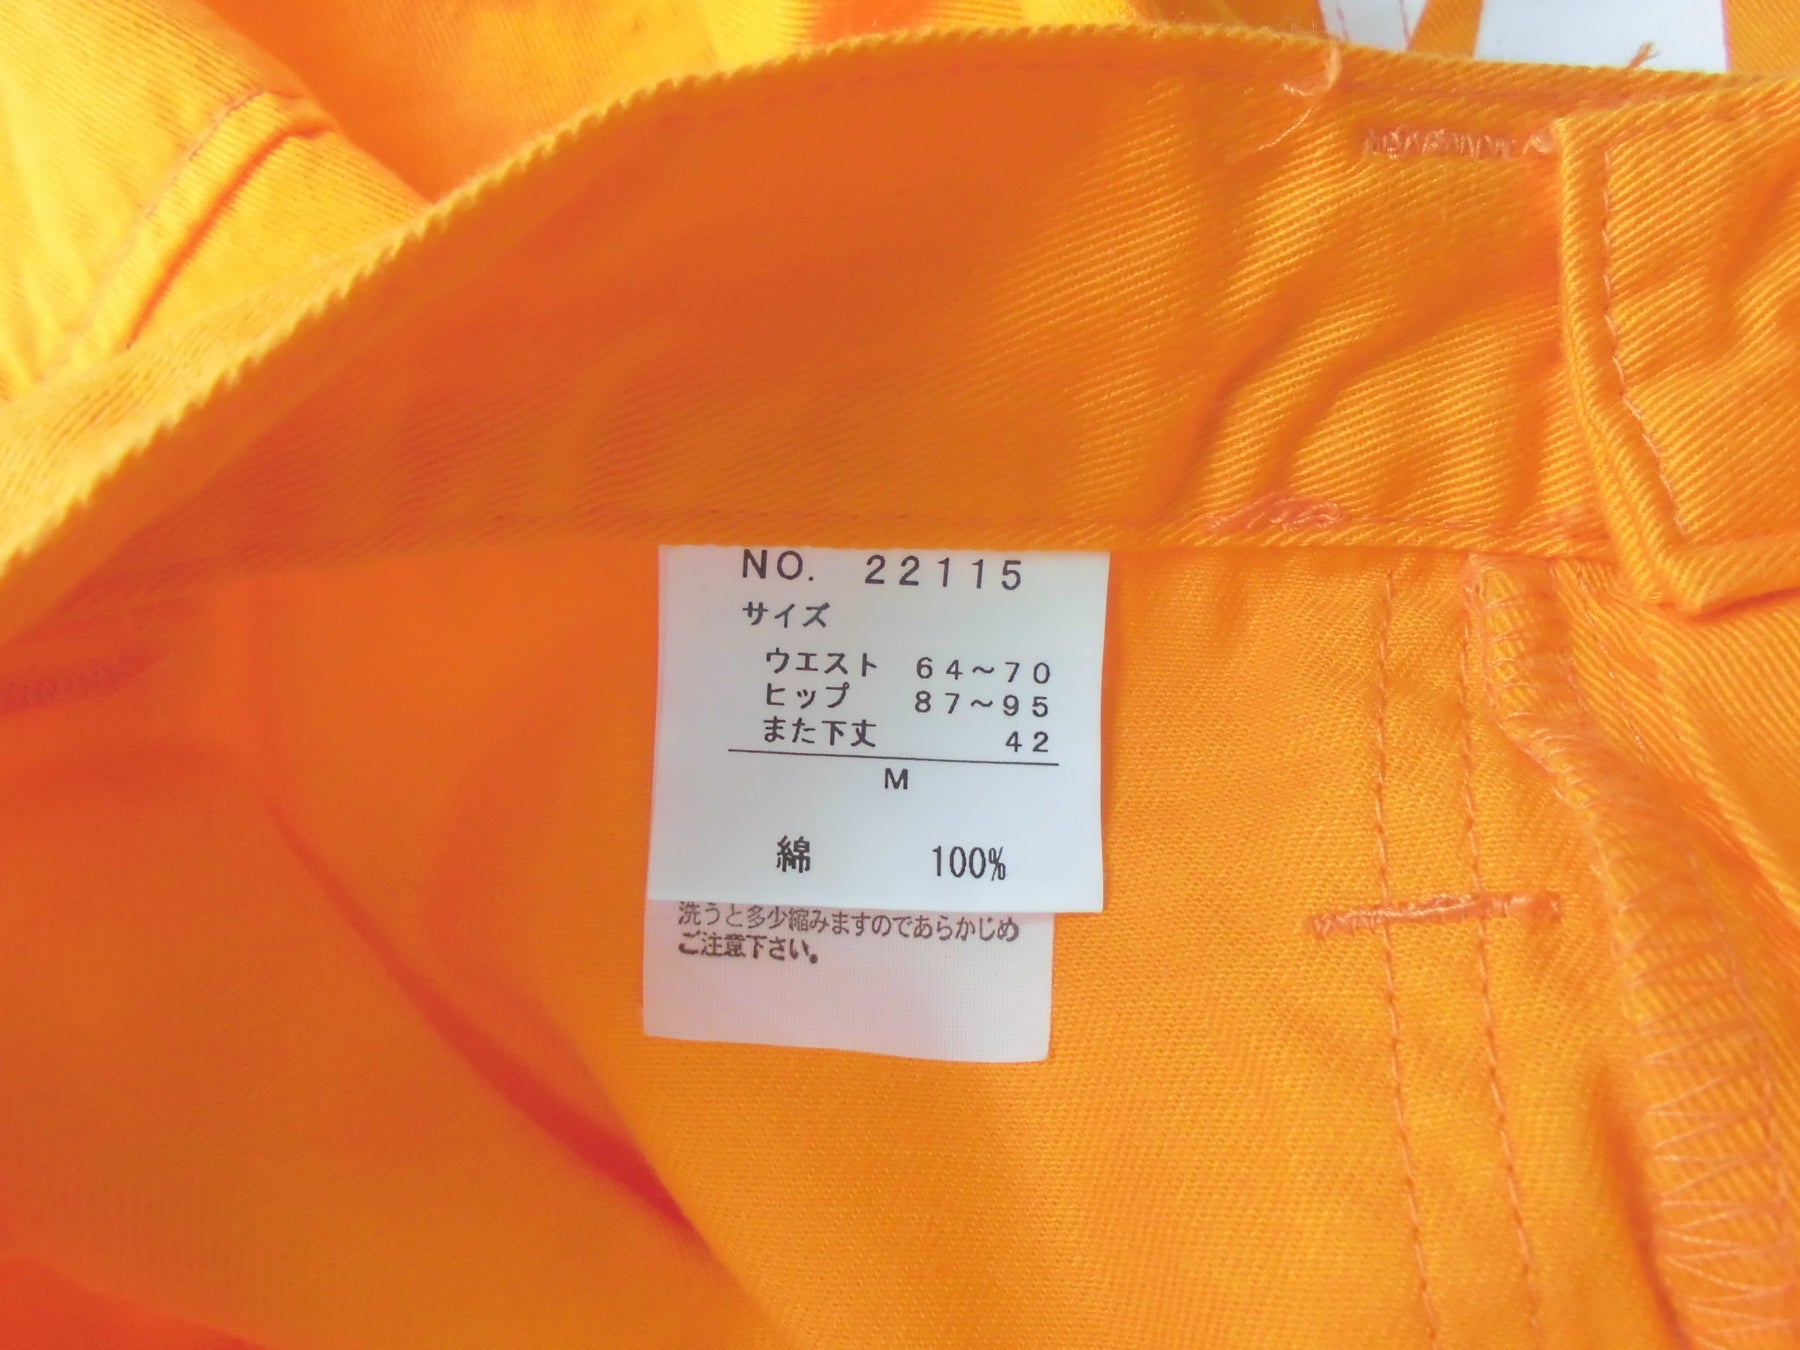 NO. 22115
サイズ
ウエスト 64～70
ヒップ 87～95
また下丈 42
M
綿 100%
洗うと多少縮みますのであらかじめ
ご注意下さい。